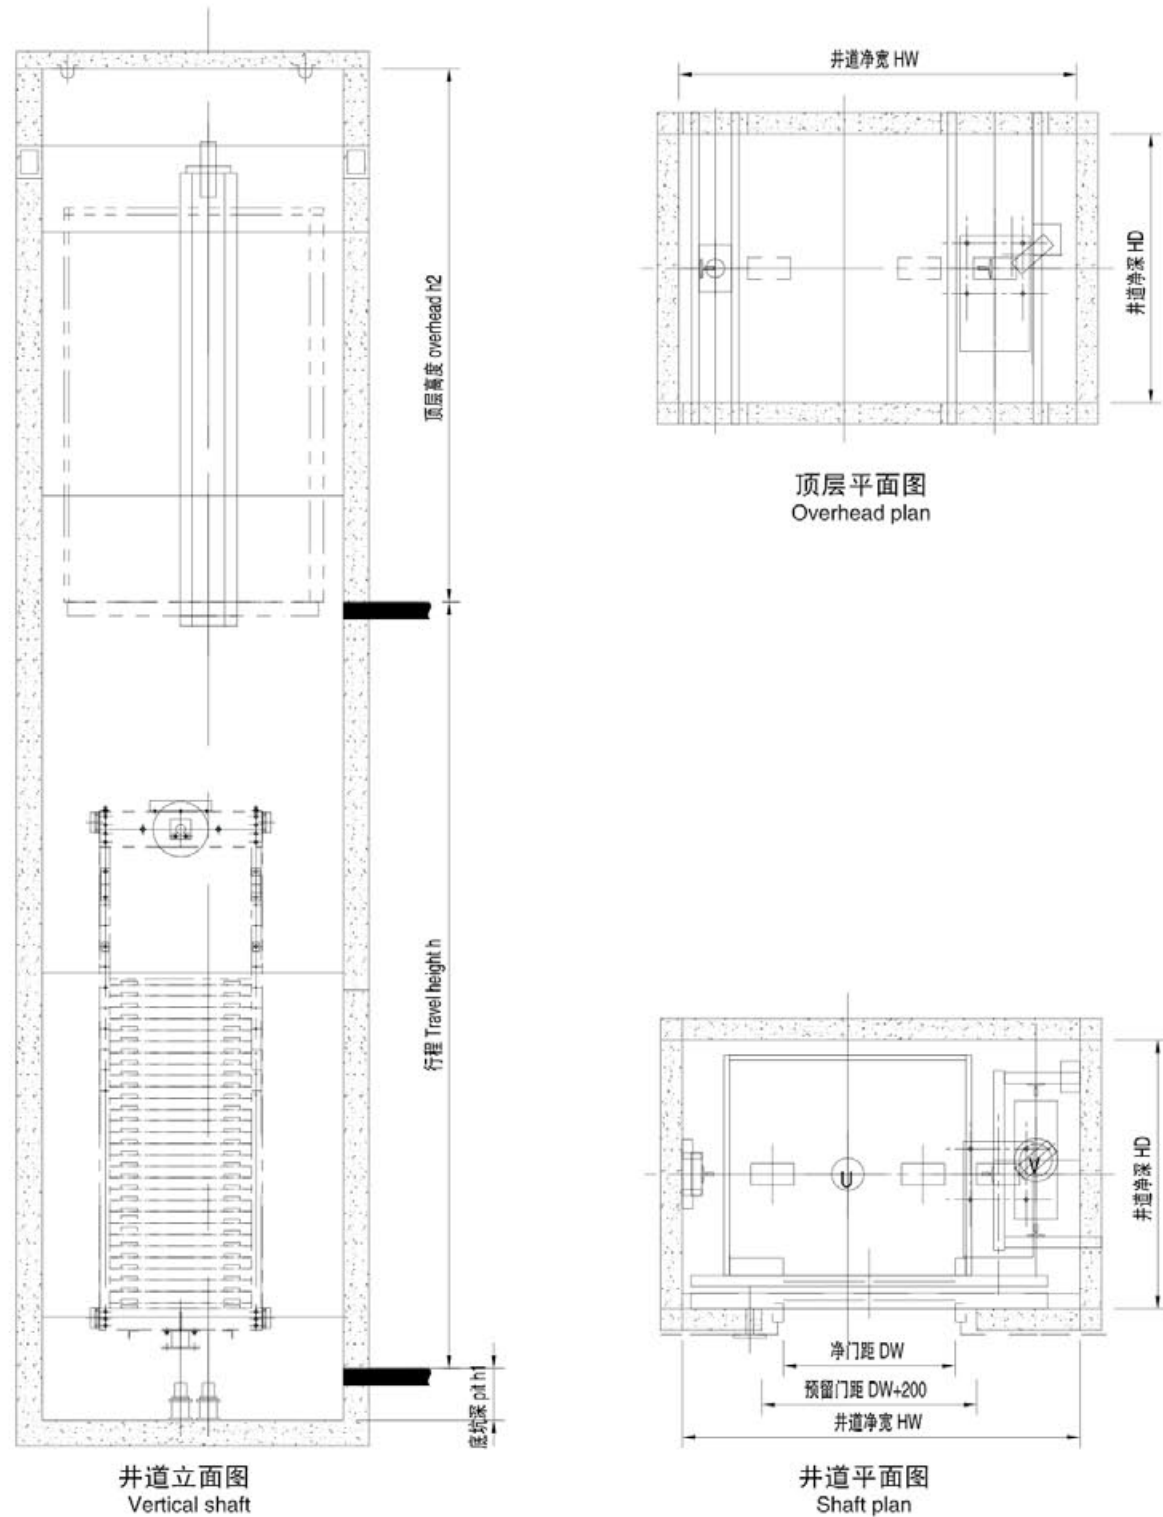 井道净宽 HW
井道净深 HD
顶层高度 overhead h2
顶层平面图
Overhead plan
行程 Travel height h
井道净深 HD
U
V
净门距 DW
预留门距 DW+200
井道净宽 HW
底坑深 pit h1
井道立面图
Vertical shaft
井道平面图
Shaft plan